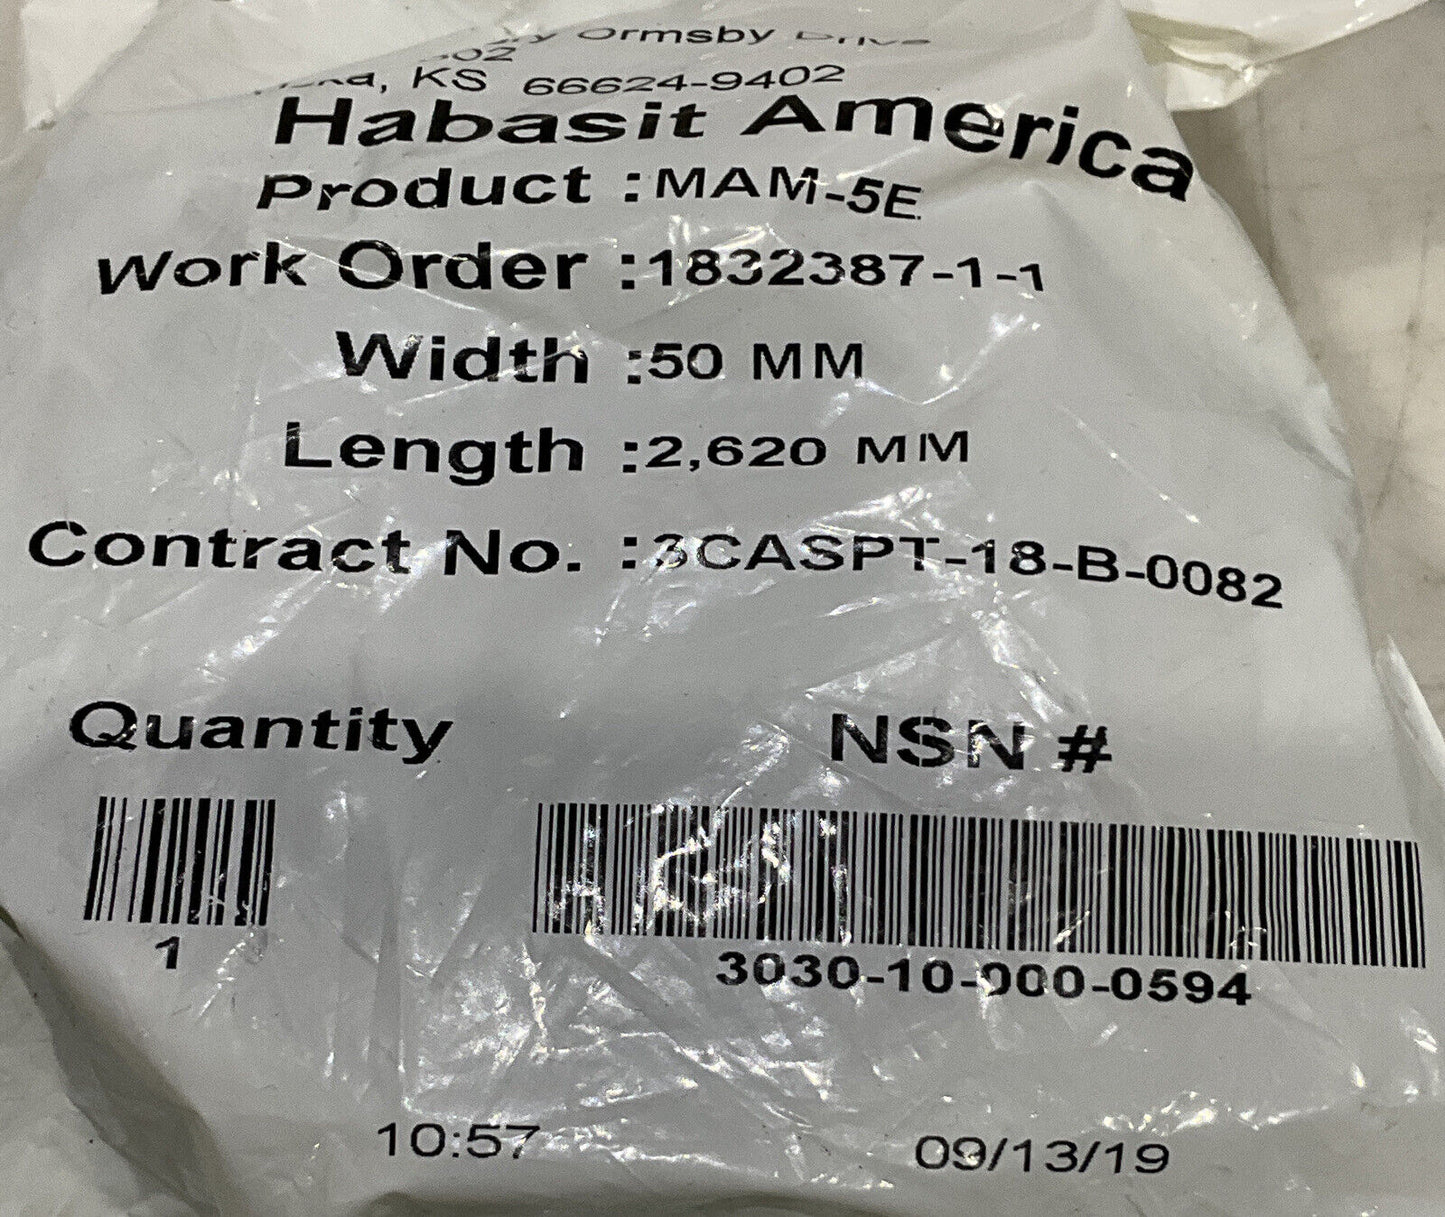 Ormsby Drive
KS 66624-9402
Habasit America
Product :MAM-5E
Work Order :1832387-1-1
Width :50 MM
Length :2,620 MM
Contract No. :3CASPT-18-B-0082
Quantity NSN #
1 3030-10-000-0594
10:57 09/13/19